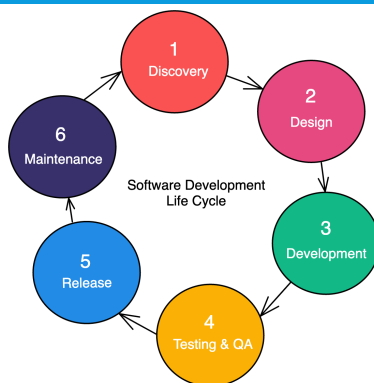 1
Discovery
2
Design
6
Maintenance
Software Development
Life Cycle
3
Development
5
Release
4
Testing & QA